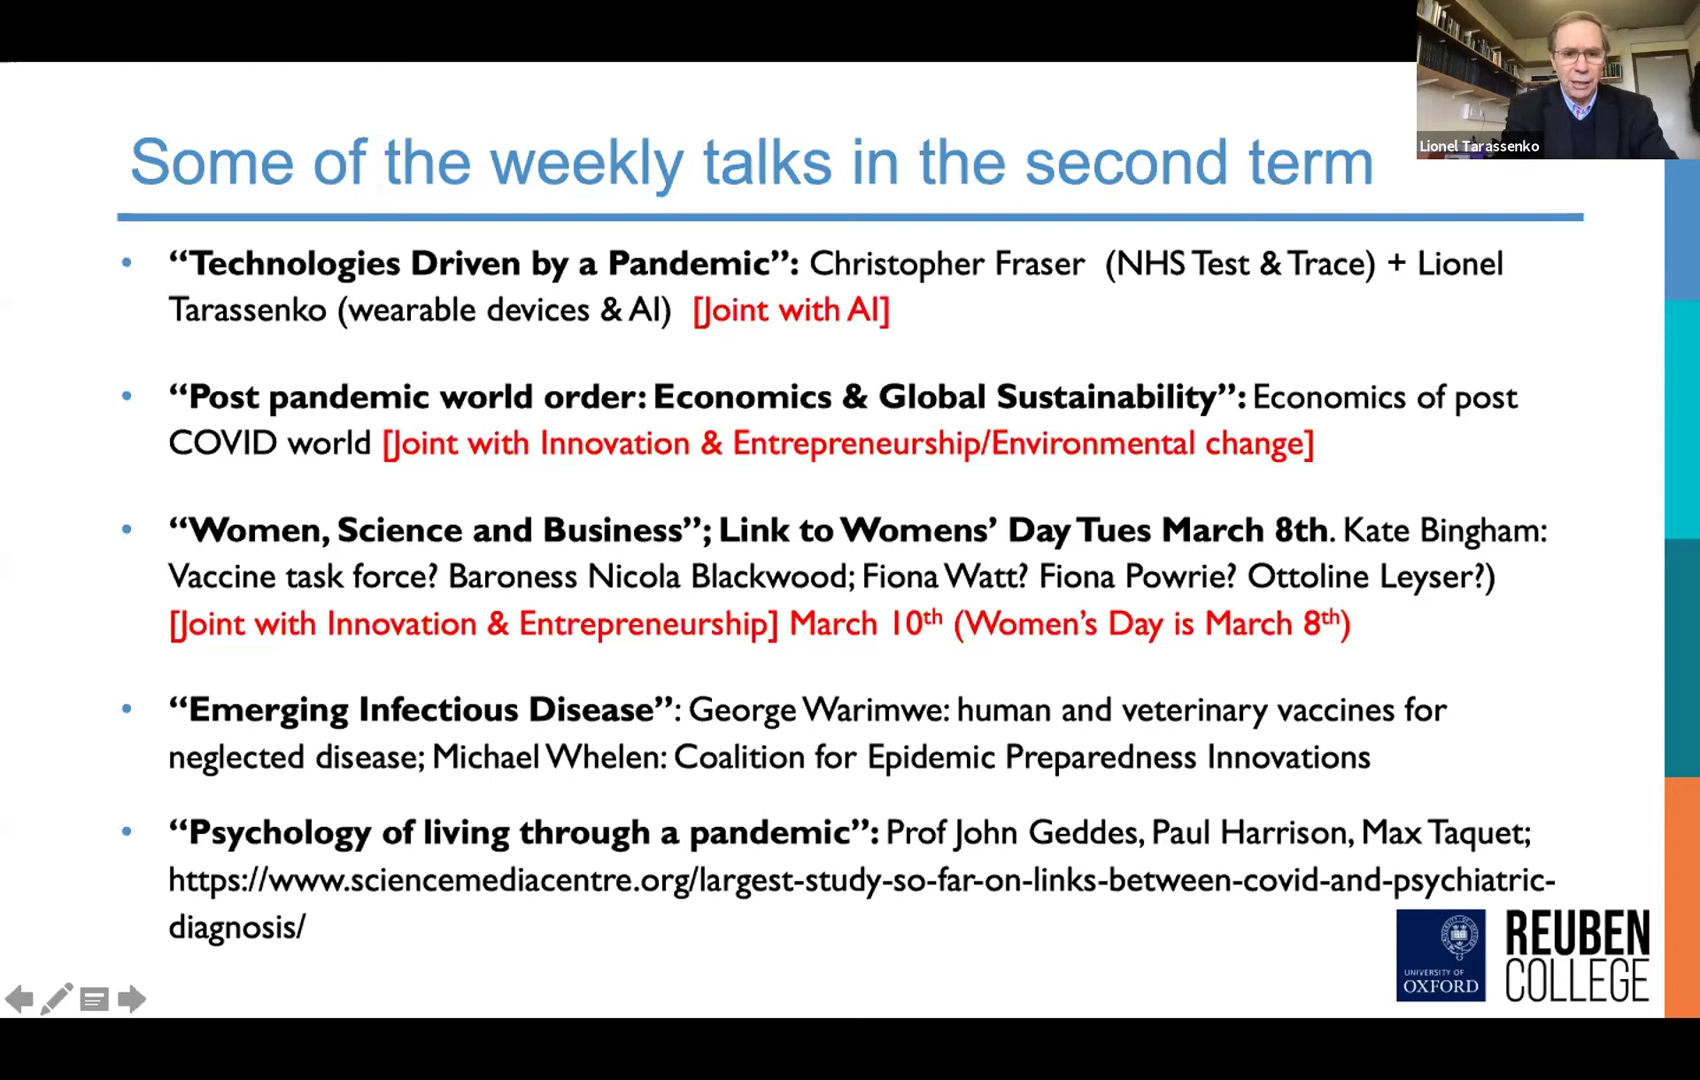 Lionel Tarassenko
Some of the weekly talks in the second term
• “Technologies Driven by a Pandemic”: Christopher Fraser (NHS Test & Trace) + Lionel
Tarassenko (wearable devices & AI) [Joint with AI]
• “Post pandemic world order: Economics & Global Sustainability”: Economics of post
COVID world [Joint with Innovation & Entrepreneurship/Environmental change]
• “Women, Science and Business”; Link to Womens’ Day Tues March 8th. Kate Bingham:
Vaccine task force? Baroness Nicola Blackwood; Fiona Watt? Fiona Powrie? Ottoline Leyser?)
[Joint with Innovation & Entrepreneurship] March 10th (Women’s Day is March 8th)
• “Emerging Infectious Disease”: George Warimwe: human and veterinary vaccines for
neglected disease; Michael Whelen: Coalition for Epidemic Preparedness Innovations
• “Psychology of living through a pandemic”: Prof John Geddes, Paul Harrison, Max Taquet;
https://www.sciencemediacentre.org/largest-study-so-far-on-links-between-covid-and-psychiatric-
diagnosis/
UNIVERSITY OF
OXFORD
REUBEN
COLLEGE